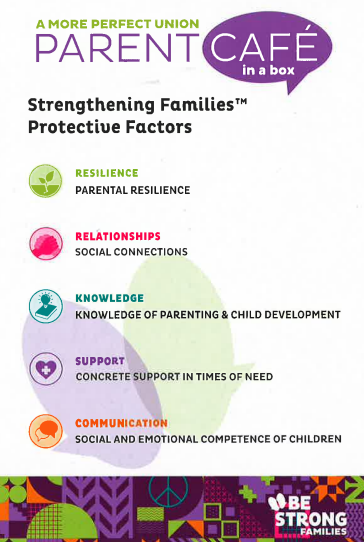 A MORE PERFECT UNION
PARENT CAFÉ
in a box
Strengthening Families™
Protective Factors
RESILIENCE
PARENTAL RESILIENCE
RELATIONSHIPS
SOCIAL CONNECTIONS
KNOWLEDGE
KNOWLEDGE OF PARENTING & CHILD DEVELOPMENT
SUPPORT
CONCRETE SUPPORT IN TIMES OF NEED
COMMUNICATION
SOCIAL AND EMOTIONAL COMPETENCE OF CHILDREN
BE
STRONG
FAMILIES